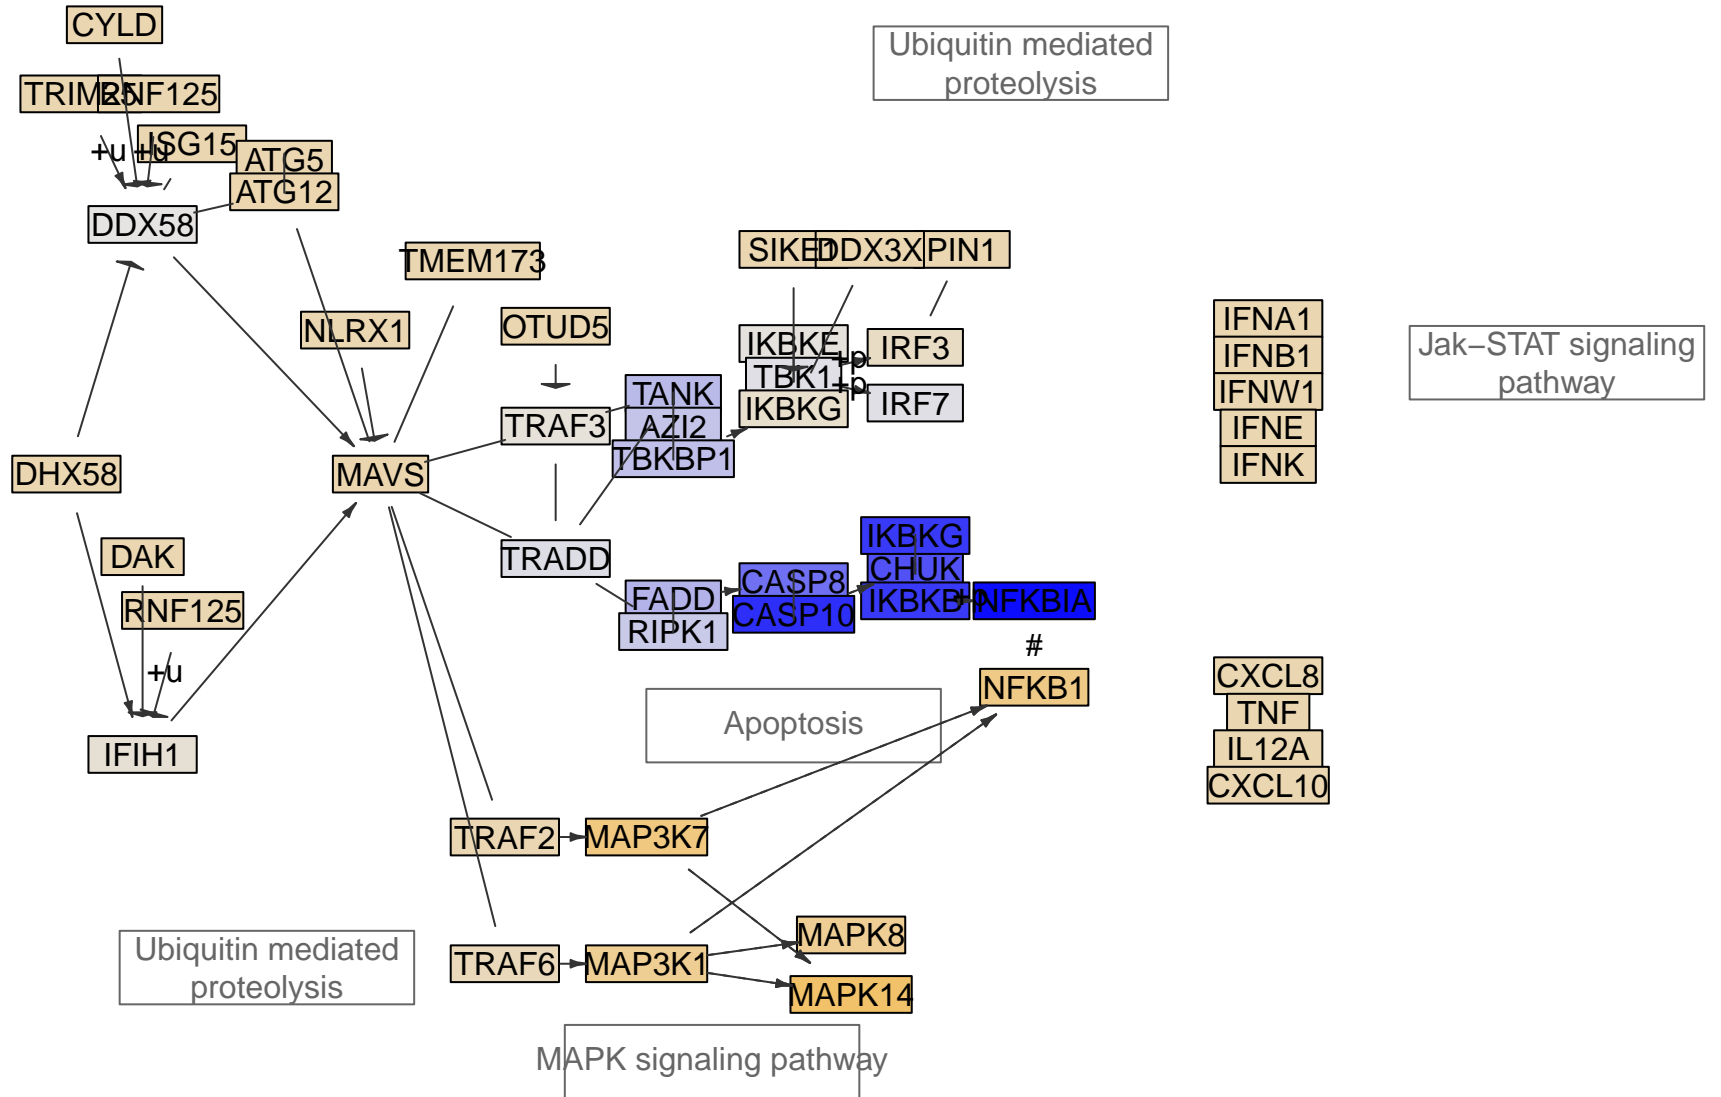 CYLD
Ubiquitin mediated
proteolysis
TRIM25
RNF125
+u
+u
ISG15
ATG5
ATG12
DDX58
TMEM173
SIKE1
DDX3X
PIN1
NLRX1
OTUD5
IKBKE
+p
IRF3
TBK1
+p
IRF7
IKBKG
IFNA1
IFNB1
IFNW1
IFNE
IFNK
Jak−STAT signaling
pathway
TANK
AZI2
TBKBP1
TRAF3
DHX58
MAVS
DAK
RNF125
+u
IFIH1
TRADD
FADD
RIPK1
CASP8
CASP10
IKBKG
CHUK
IKBKB
+p
NFKBIA
#
NFKB1
CXCL8
TNF
IL12A
CXCL10
Apoptosis
TRAF2
MAP3K7
Ubiquitin mediated
proteolysis
TRAF6
MAP3K1
MAPK8
MAPK14
MAPK signaling pathway